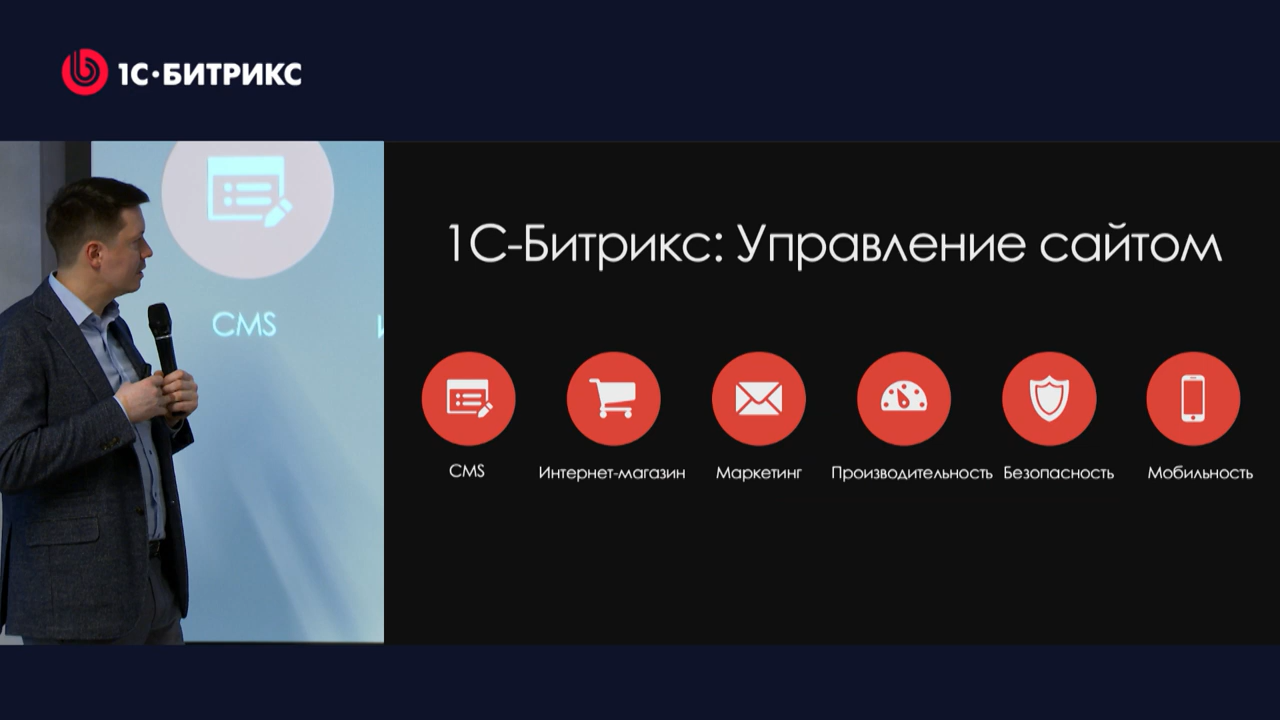 1С·БИТРИКС
CMS
1С-Битрикс: Управление сайтом
CMS
Интернет-магазин
Маркетинг
Производительность
Безопасность
Мобильность